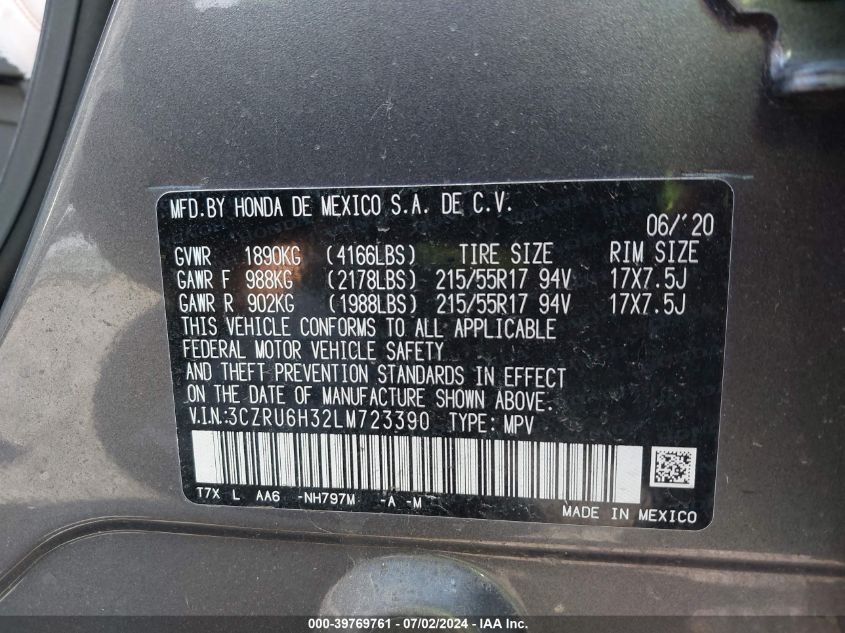 MFD.BY HONDA DE MEXICO S.A. DE C.V.
06/'20
GVWR 1890KG (4166LBS) TIRE SIZE RIM SIZE
GAWR F 988KG (2178LBS) 215/55R17 94V 17X7.5J
GAWR R 902KG (1988LBS) 215/55R17 94V 17X7.5J
THIS VEHICLE CONFORMS TO ALL APPLICABLE
FEDERAL MOTOR VEHICLE SAFETY
AND THEFT PREVENTION STANDARDS IN EFFECT
ON THE DATE OF MANUFACTURE SHOWN ABOVE.
V.I.N:3CZRU6H32LM723390 TYPE: MPV
T7X L AA6 -NH797M -A -M
MADE IN MEXICO
000-39769761 - 07/02/2024 - IAA Inc.